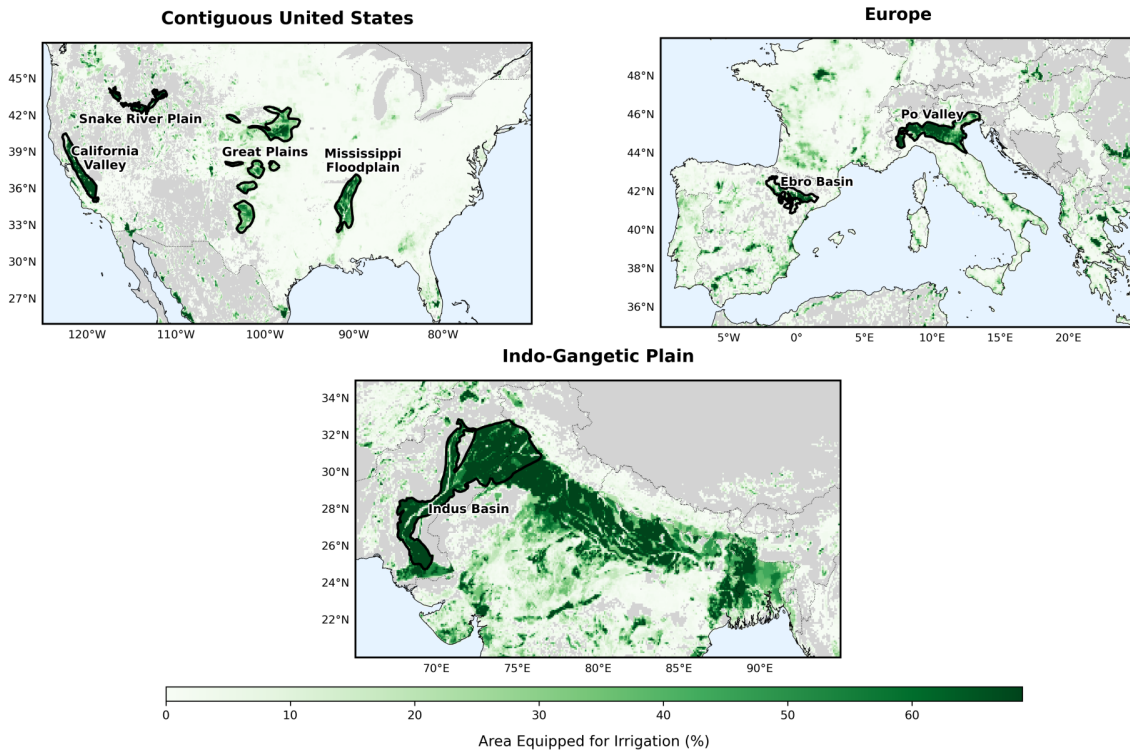 Contiguous United States
45°N
42°N
39°N
36°N
33°N
30°N
27°N
120°W
110°W
100°W
90°W
80°W
Snake River Plain
California
Valley
Great Plains
Mississippi
Floodplain
Europe
48°N
46°N
44°N
42°N
40°N
38°N
36°N
5°W
0°
5°E
10°E
15°E
20°E
Po Valley
Ebro Basin
Indo-Gangetic Plain
34°N
32°N
30°N
28°N
26°N
24°N
22°N
70°E
75°E
80°E
85°E
90°E
Indus Basin
0
10
20
30
40
50
60
Area Equipped for Irrigation (%)